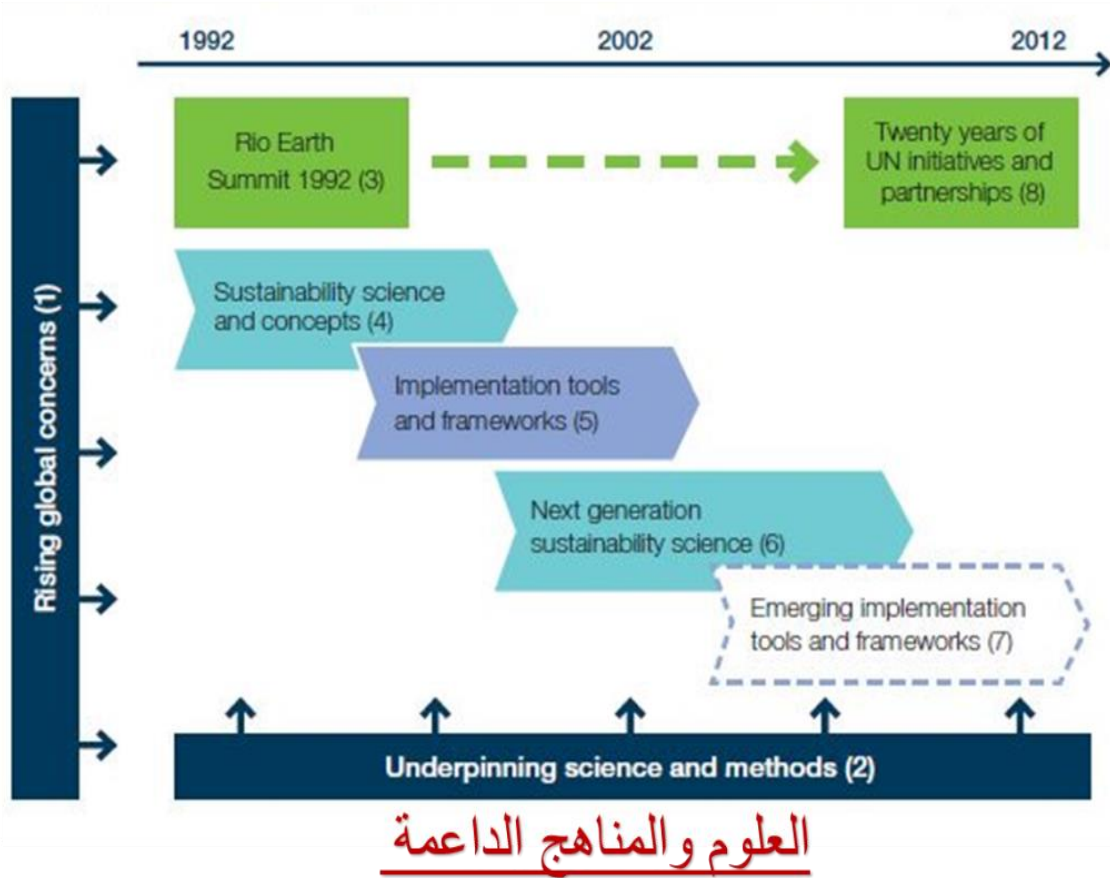 1992 2002 2012
Rising global concerns (1)
Rio Earth
Summit 1992 (3)
Twenty years of
UN initiatives and
partnerships (8)
Sustainability science
and concepts (4)
Implementation tools
and frameworks (5)
Next generation
sustainability science (6)
Emerging implementation
tools and frameworks (7)
Underpinning science and methods (2)
العلوم والمناهج الداعمة